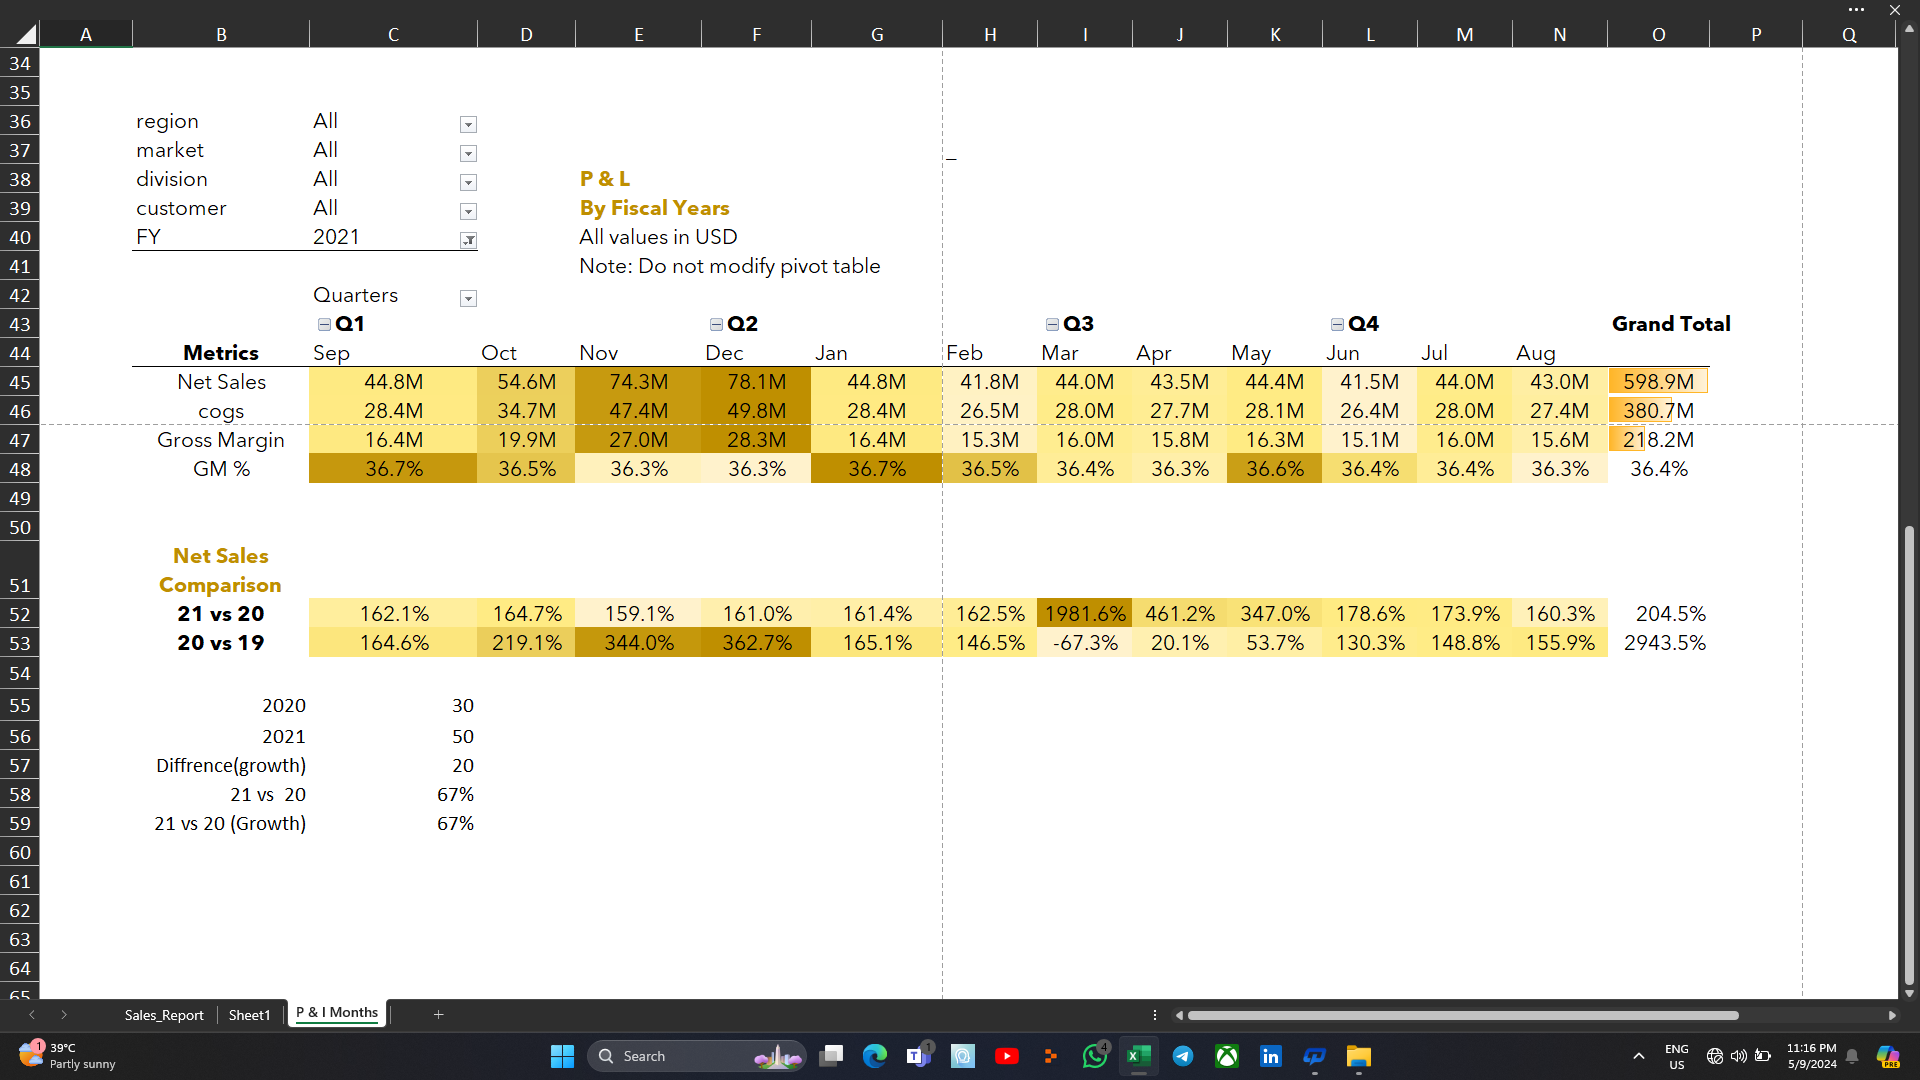 A B C D E F G H I J K L M N O P Q
34
35
36 region All
37 market All
38 division All P & L
39 customer All By Fiscal Years
40 FY 2021 All values in USD
41 Note: Do not modify pivot table
42 Quarters
43 Q1 Q2 Q3 Q4 Grand Total
44 Metrics Sep Oct Nov Dec Jan Feb Mar Apr May Jun Jul Aug
45 Net Sales 44.8M 54.6M 74.3M 78.1M 44.8M 41.8M 44.0M 43.5M 44.4M 41.5M 44.0M 43.0M 598.9M
46 cogs 28.4M 34.7M 47.4M 49.8M 28.4M 26.5M 28.0M 27.7M 28.1M 26.4M 28.0M 27.4M 380.7M
47 Gross Margin 16.4M 19.9M 27.0M 28.3M 16.4M 15.3M 16.0M 15.8M 16.3M 15.1M 16.0M 15.6M 218.2M
48 GM % 36.7% 36.5% 36.3% 36.3% 36.7% 36.5% 36.4% 36.3% 36.6% 36.4% 36.4% 36.3% 36.4%
49
50
Net Sales
51 Comparison
52 21 vs 20 162.1% 164.7% 159.1% 161.0% 161.4% 162.5% 1981.6% 461.2% 347.0% 178.6% 173.9% 160.3% 204.5%
53 20 vs 19 164.6% 219.1% 344.0% 362.7% 165.1% 146.5% -67.3% 20.1% 53.7% 130.3% 148.8% 155.9% 2943.5%
54
55 2020 30
56 2021 50
57 Diffrence(growth) 20
58 21 vs 20 67%
59 21 vs 20 (Growth) 67%
60
61
62
63
64
65
Sales_Report Sheet1 P & l Months
1 39°C
Partly sunny
Search
1
4
ENG
US
11:16 PM
5/9/2024
PRE